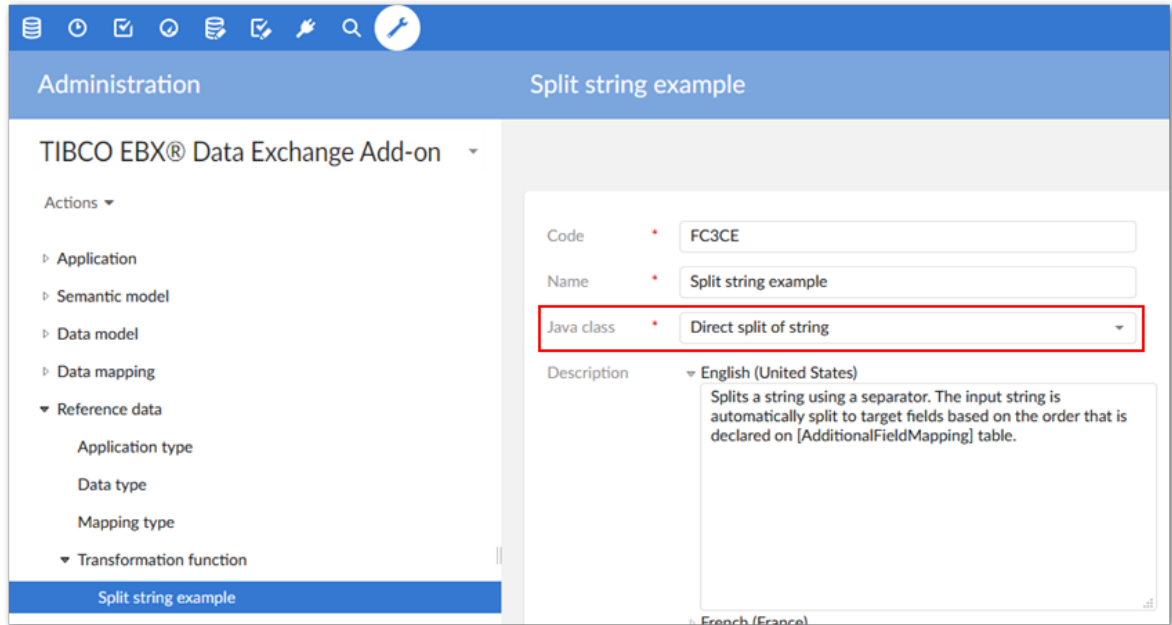 Administration
Split string example
TIBCO EBX® Data Exchange Add-on
Actions
Application
Semantic model
Data model
Data mapping
Reference data
Application type
Data type
Mapping type
Transformation function
Split string example
Code * FC3CE
Name * Split string example
Java class * Direct split of string
Description English (United States)
Splits a string using a separator. The input string is
automatically split to target fields based on the order that is
declared on [AdditionalFieldMapping] table.
French (France)